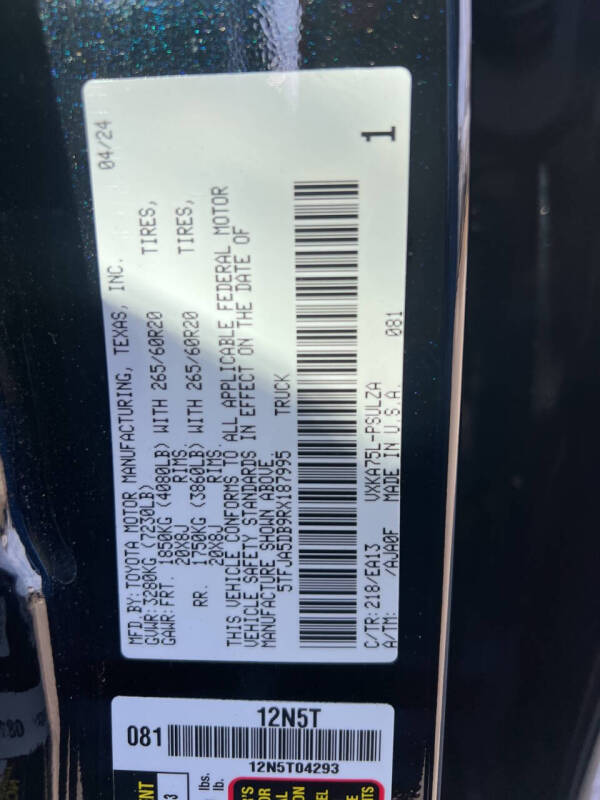 MFD.BY:TOYOTA MOTOR MANUFACTURING, TEXAS, INC. 04/24
GVWR:3280KG (7230LB)
GAWR:FRT. 1850KG (4080LB) WITH 265/60R20 TIRES,
20X8J RIMS.
RR. 1750KG (3860LB) WITH 265/60R20 TIRES,
20X8J RIMS.
THIS VEHICLE CONFORMS TO ALL APPLICABLE FEDERAL MOTOR
VEHICLE SAFETY STANDARDS IN EFFECT ON THE DATE OF
MANUFACTURE SHOWN ABOVE
5TFJA5DB9RX187995 TRUCK
1
C/TR:218/EA13 VXKA75L-PSULZA 081
A/TM: /AJA0F MADE IN U.S.A.
12N5T
081
12N5T04293
lbs.
lb.